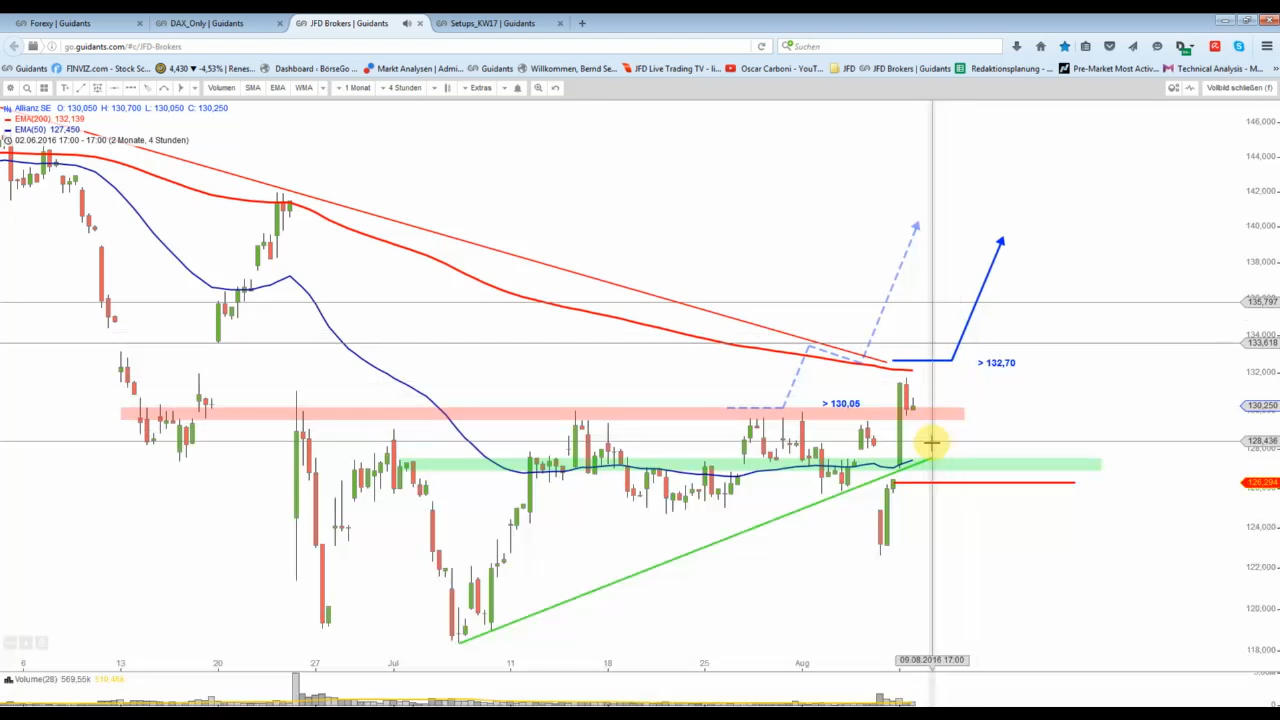 Forexy | Guidants
DAX_Only | Guidants
JFD Brokers | Guidants
Setups_KW17 | Guidants
go.guidants.com/#c/JFD-Brokers
Suchen
Guidants
FINVIZ.com - Stock Sc...
4,430 ▾ -4,53% | Renes...
Dashboard ‹ BörseGo ...
Markt Analysen | Admi...
Guidants
Willkommen, Bernd Se...
JFD Live Trading TV - li...
Oscar Carboni - YouT...
JFD
JFD Brokers | Guidants
Redaktionsplanung - ...
Pre-Market Most Activ...
Technical Analysis - M...
Volumen
SMA
EMA
WMA
1 Monat
4 Stunden
Extras
Vollbild schließen (f)
Allianz SE O: 130,050 H: 130,700 L: 130,050 C: 130,250
EMA(200) 132,139
EMA(50) 127,450
02.06.2016 17:00 - 17:00 (2 Monate, 4 Stunden)
146,000
144,000
142,000
140,000
138,000
135,797
134,000
133,618
> 132,70
132,000
> 130,05
130,250
128,436
128,000
126,294
124,000
122,000
120,000
118,000
6
13
20
27
Jul
11
18
25
Aug
09.08.2016 17:00
Volume(28) 569,55k